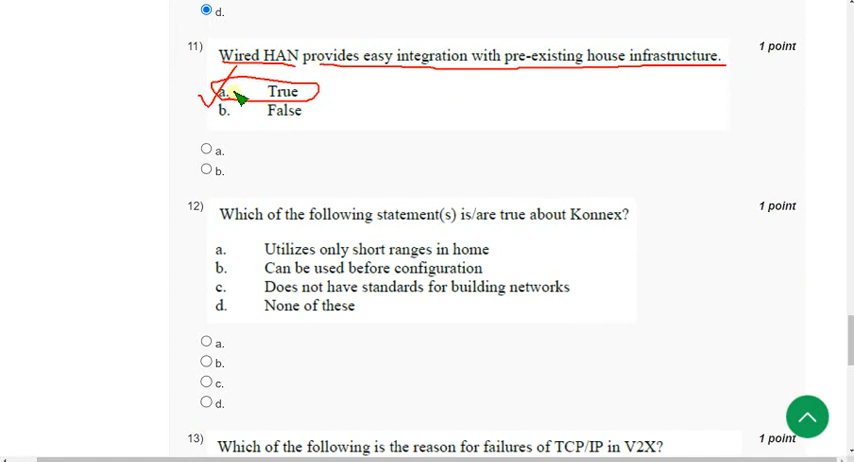 d.
11) Wired HAN provides easy integration with pre-existing house infrastructure. 1 point
a. True
b. False
a.
b.
12) Which of the following statement(s) is/are true about Konnex? 1 point
a. Utilizes only short ranges in home
b. Can be used before configuration
c. Does not have standards for building networks
d. None of these
a.
b.
c.
d.
13) Which of the following is the reason for failures of TCP/IP in V2X? 1 point